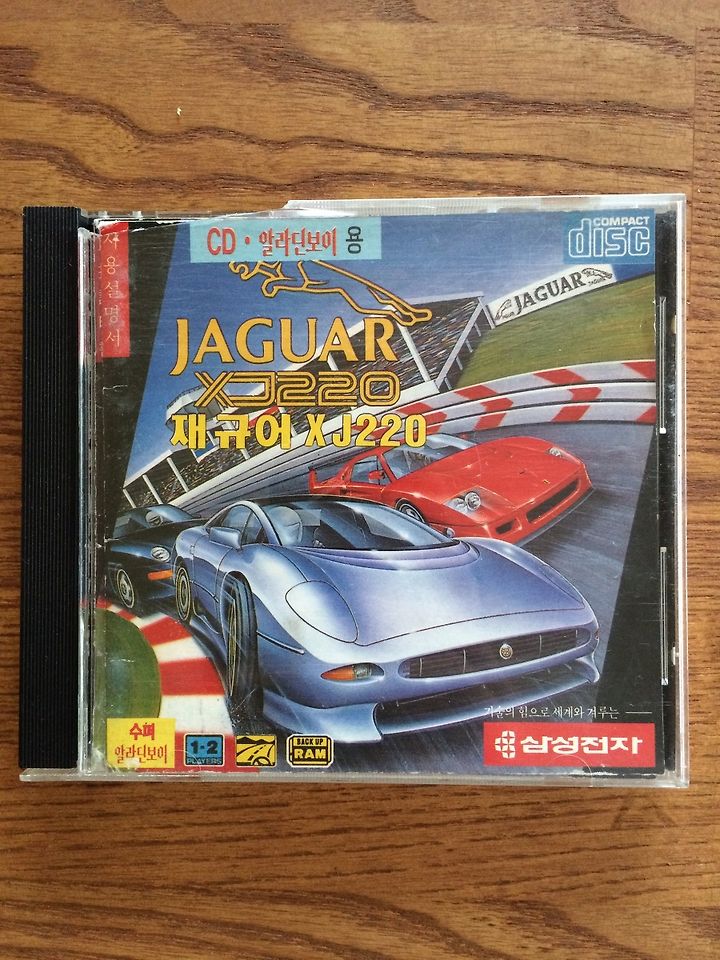 사용설명서
CD·알라딘보이 용
COMPACT
disc
JAGUAR
JAGUAR
XJ220
재규어 XJ220
기술의 힘으로 세계와 겨루는
수퍼
알라딘보이
1-2
PLAYERS
BACK UP
RAM
삼성전자